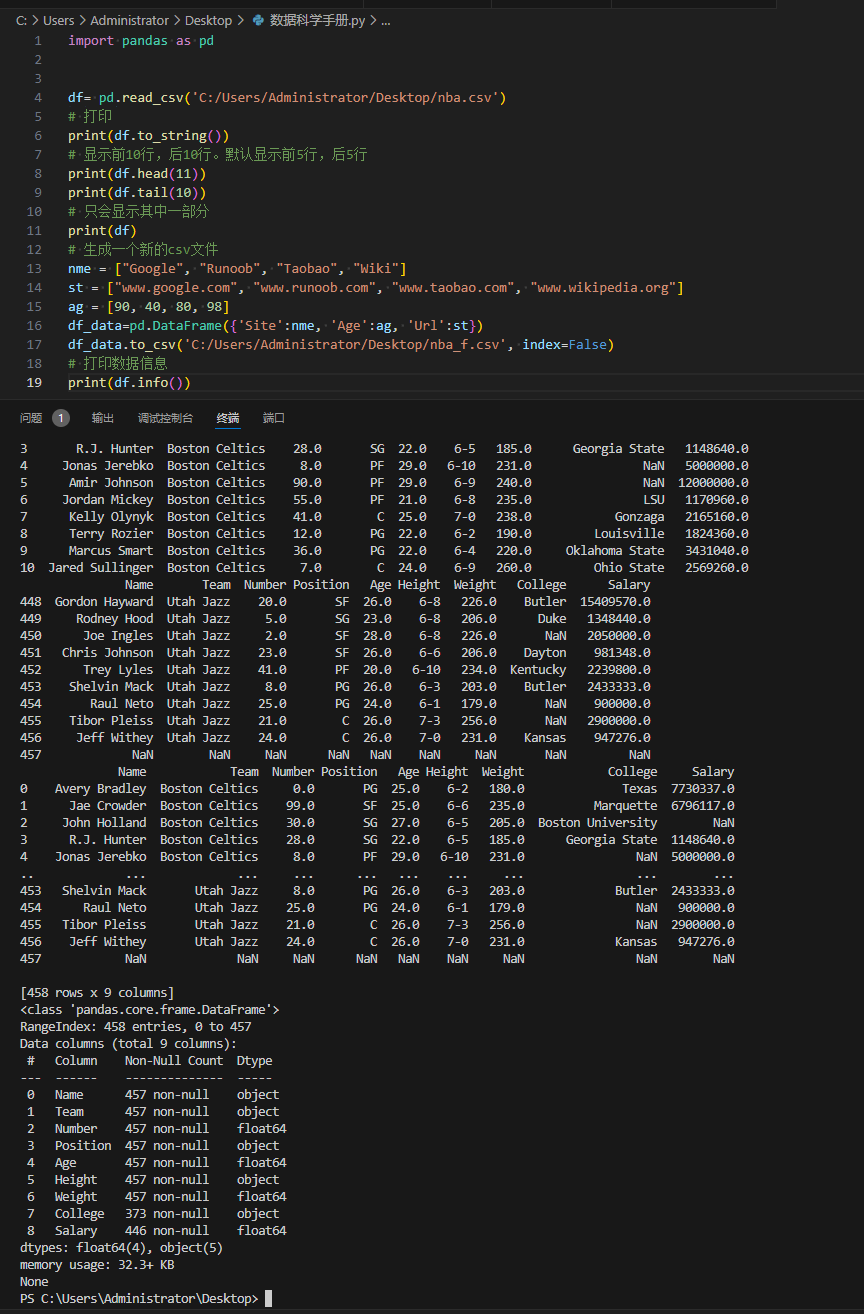 C: > Users > Administrator > Desktop > 数据科学手册.py > ...
1 import pandas as pd
2
3
4 df= pd.read_csv('C:/Users/Administrator/Desktop/nba.csv')
5 # 打印
6 print(df.to_string())
7 # 显示前10行，后10行。默认显示前5行，后5行
8 print(df.head(11))
9 print(df.tail(10))
10 # 只会显示其中一部分
11 print(df)
12 # 生成一个新的csv文件
13 nme = ["Google", "Runoob", "Taobao", "Wiki"]
14 st = ["www.google.com", "www.runoob.com", "www.taobao.com", "www.wikipedia.org"]
15 ag = [90, 40, 80, 98]
16 df_data=pd.DataFrame({'Site':nme, 'Age':ag, 'Url':st})
17 df_data.to_csv('C:/Users/Administrator/Desktop/nba_f.csv', index=False)
18 # 打印数据信息
19 print(df.info())
问题 1 输出 调试控制台 终端 端口
3 R.J. Hunter Boston Celtics 28.0 SG 22.0 6-5 185.0 Georgia State 1148640.0
4 Jonas Jerebko Boston Celtics 8.0 PF 29.0 6-10 231.0 NaN 5000000.0
5 Amir Johnson Boston Celtics 90.0 PF 29.0 6-9 240.0 NaN 12000000.0
6 Jordan Mickey Boston Celtics 55.0 PF 21.0 6-8 235.0 LSU 1170960.0
7 Kelly Olynyk Boston Celtics 41.0 C 25.0 7-0 238.0 Gonzaga 2165160.0
8 Terry Rozier Boston Celtics 12.0 PG 22.0 6-2 190.0 Louisville 1824360.0
9 Marcus Smart Boston Celtics 36.0 PG 22.0 6-4 220.0 Oklahoma State 3431040.0
10 Jared Sullinger Boston Celtics 7.0 C 24.0 6-9 260.0 Ohio State 2569260.0
Name Team Number Position Age Height Weight College Salary
448 Gordon Hayward Utah Jazz 20.0 SF 26.0 6-8 226.0 Butler 15409570.0
449 Rodney Hood Utah Jazz 5.0 SG 23.0 6-8 206.0 Duke 1348440.0
450 Joe Ingles Utah Jazz 2.0 SF 28.0 6-8 226.0 NaN 2050000.0
451 Chris Johnson Utah Jazz 23.0 SF 26.0 6-6 206.0 Dayton 981348.0
452 Trey Lyles Utah Jazz 41.0 PF 20.0 6-10 234.0 Kentucky 2239800.0
453 Shelvin Mack Utah Jazz 8.0 PG 26.0 6-3 203.0 Butler 2433333.0
454 Raul Neto Utah Jazz 25.0 PG 24.0 6-1 179.0 NaN 900000.0
455 Tibor Pleiss Utah Jazz 21.0 C 26.0 7-3 256.0 NaN 2900000.0
456 Jeff Withey Utah Jazz 24.0 C 26.0 7-0 231.0 Kansas 947276.0
457 NaN NaN NaN NaN NaN NaN NaN NaN NaN
Name Team Number Position Age Height Weight College Salary
0 Avery Bradley Boston Celtics 0.0 PG 25.0 6-2 180.0 Texas 7730337.0
1 Jae Crowder Boston Celtics 99.0 SF 25.0 6-6 235.0 Marquette 6796117.0
2 John Holland Boston Celtics 30.0 SG 27.0 6-5 205.0 Boston University NaN
3 R.J. Hunter Boston Celtics 28.0 SG 22.0 6-5 185.0 Georgia State 1148640.0
4 Jonas Jerebko Boston Celtics 8.0 PF 29.0 6-10 231.0 NaN 5000000.0
.. ... ... ... ... ... ... ... ... ...
453 Shelvin Mack Utah Jazz 8.0 PG 26.0 6-3 203.0 Butler 2433333.0
454 Raul Neto Utah Jazz 25.0 PG 24.0 6-1 179.0 NaN 900000.0
455 Tibor Pleiss Utah Jazz 21.0 C 26.0 7-3 256.0 NaN 2900000.0
456 Jeff Withey Utah Jazz 24.0 C 26.0 7-0 231.0 Kansas 947276.0
457 NaN NaN NaN NaN NaN NaN NaN NaN NaN
[458 rows x 9 columns]
<class 'pandas.core.frame.DataFrame'>
RangeIndex: 458 entries, 0 to 457
Data columns (total 9 columns):
# Column Non-Null Count Dtype
--- ------ -------------- -----
0 Name 457 non-null object
1 Team 457 non-null object
2 Number 457 non-null float64
3 Position 457 non-null object
4 Age 457 non-null float64
5 Height 457 non-null object
6 Weight 457 non-null float64
7 College 373 non-null object
8 Salary 446 non-null float64
dtypes: float64(4), object(5)
memory usage: 32.3+ KB
None
PS C:\Users\Administrator\Desktop>